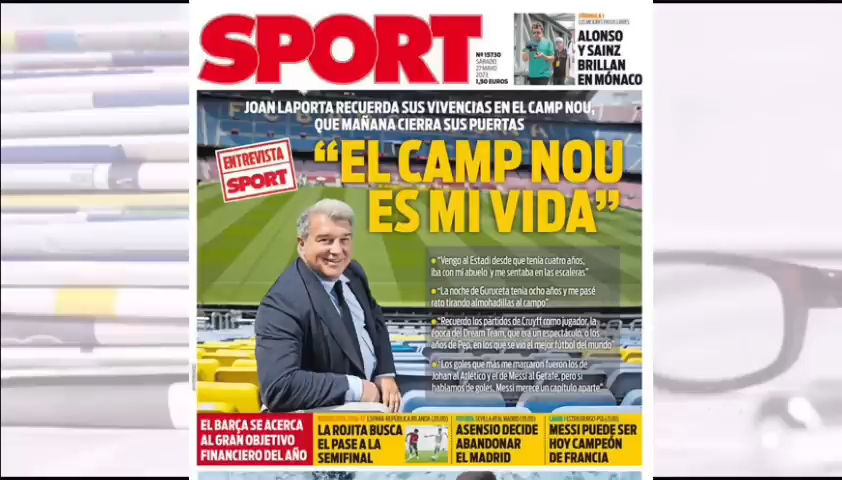 SPORT
Nº 15730
SÁBADO
27 MAYO
2023
1,50 EUROS
FÓRMULA 1
ALONSO
Y SAINZ
BRILLAN
EN MÓNACO
JOAN LAPORTA RECUERDA SUS VIVENCIAS EN EL CAMP NOU,
QUE MAÑANA CIERRA SUS PUERTAS
ENTREVISTA
SPORT
“EL CAMP NOU
ES MI VIDA”
“Vengo al Estadi desde que tenía cuatro años,
iba con mi abuelo y me sentaba en las escaleras”
“La noche de Guruceta tenía ocho años y me pasé
rato tirando almohadillas al campo”
“Recuerdo los partidos de Cruyff como jugador, la
época del Dream Team, que era un espectáculo, o los
años de Pep, en los que se vio el mejor fútbol del mundo”
“Los goles que más me marcaron fueron los de
Johan al Atlético y el de Messi al Getafe, pero si
hablamos de goles, Messi merece un capítulo aparte”
EL BARÇA SE ACERCA
AL GRAN OBJETIVO
FINANCIERO DEL AÑO
ESPAÑA-REPÚBLICA IRLANDA
LA ROJITA BUSCA
EL PASE A LA
SEMIFINAL
SEVILLA-REAL MADRID
ASENSIO DECIDE
ABANDONAR
EL MADRID
MESSI PUEDE SER
HOY CAMPEÓN
DE FRANCIA